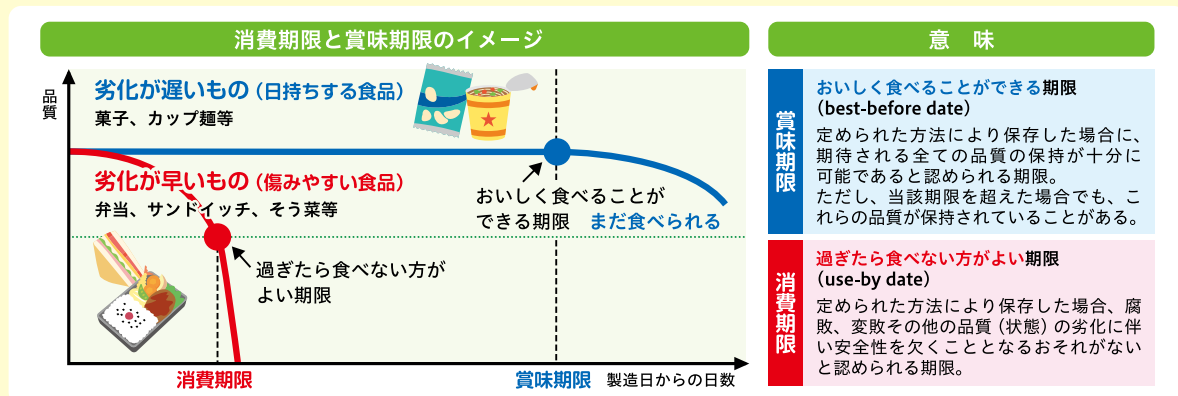 消費期限と賞味期限のイメージ
品質
劣化が遅いもの（日持ちする食品）
菓子、カップ麺等
劣化が早いもの（傷みやすい食品）
弁当、サンドイッチ、そう菜等
おいしく食べることが
できる期限 まだ食べられる
過ぎたら食べない方が
よい期限
消費期限
賞味期限
製造日からの日数
意 味
賞味期限
おいしく食べることができる期限
（best-before date）
定められた方法により保存した場合に、
期待される全ての品質の保持が十分に
可能であると認められる期限。
ただし、当該期限を超えた場合でも、こ
れらの品質が保持されていることがある。
消費期限
過ぎたら食べない方がよい期限
（use-by date）
定められた方法により保存した場合、腐
敗、変敗その他の品質（状態）の劣化に伴
い安全性を欠くこととなるおそれがない
と認められる期限。